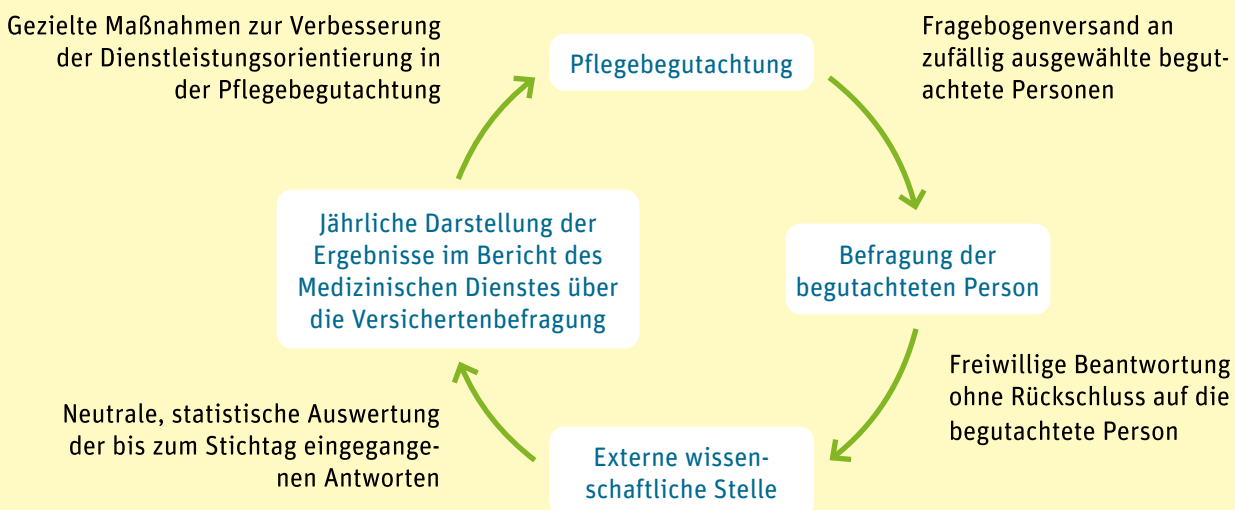 Gezielte Maßnahmen zur Verbesserung
der Dienstleistungsorientierung in
der Pflegebegutachtung
Pflegebegutachtung
Fragebogenversand an
zufällig ausgewählte begut-
achtete Personen
Jährliche Darstellung der
Ergebnisse im Bericht des
Medizinischen Dienstes über
die Versichertenbefragung
Befragung der
begutachteten Person
Freiwillige Beantwortung
ohne Rückschluss auf die
begutachtete Person
Neutrale, statistische Auswertung
der bis zum Stichtag eingegange-
nen Antworten
Externe wissen-
schaftliche Stelle